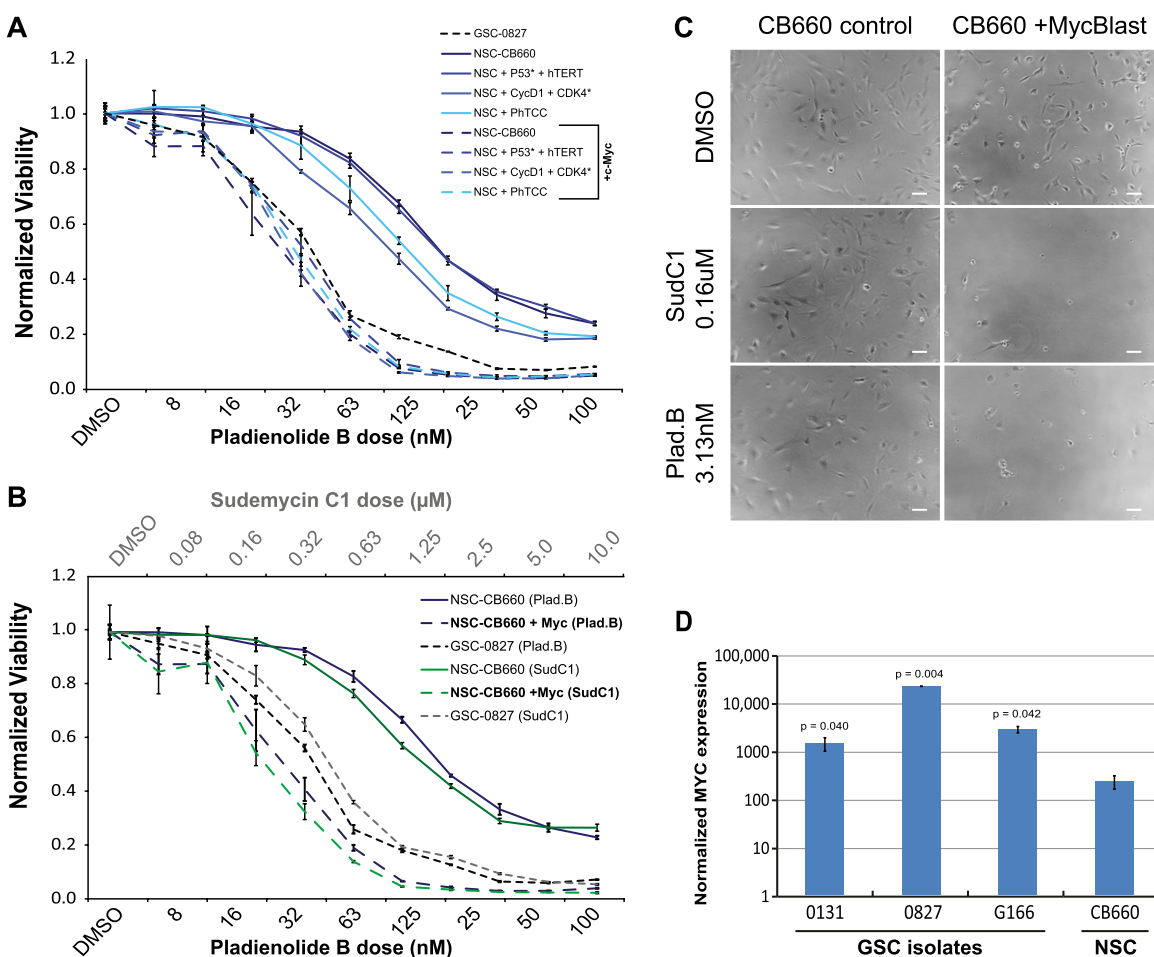 A
GSC-0827
NSC-CB660
NSC + P53* + hTERT
NSC + CycD1 + CDK4*
NSC + PhTCC
NSC-CB660
NSC + P53* + hTERT
NSC + CycD1 + CDK4*
NSC + PhTCC
+c-Myc
Normalized Viability
1.2
1.0
0.8
0.6
0.4
0.2
0.0
DMSO
8
16
32
63
125
25
50
100
Pladienolide B dose (nM)
B
Sudemycin C1 dose (µM)
DMSO
0.08
0.16
0.32
0.63
1.25
2.5
5.0
10.0
NSC-CB660 (Plad.B)
NSC-CB660 + Myc (Plad.B)
GSC-0827 (Plad.B)
NSC-CB660 (SudC1)
NSC-CB660 +Myc (SudC1)
GSC-0827 (SudC1)
Normalized Viability
1.2
1.0
0.8
0.6
0.4
0.2
0.0
DMSO
8
16
32
63
125
25
50
100
Pladienolide B dose (nM)
C
CB660 control
CB660 +MycBlast
DMSO
SudC1
0.16uM
Plad.B
3.13nM
D
Normalized MYC expression
100,000
10,000
1000
100
10
1
p = 0.040
p = 0.004
p = 0.042
0131
0827
G166
CB660
GSC isolates
NSC